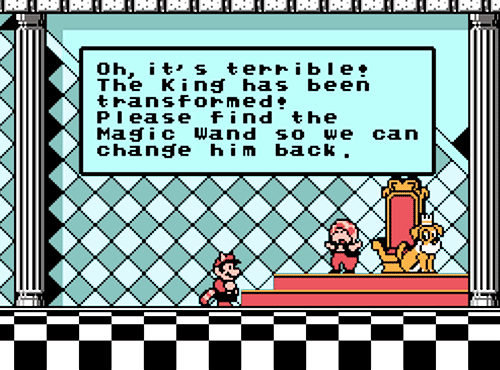 Oh, it's terrible!
The King has been
transformed!
Please find the
Magic Wand so we can
change him back.